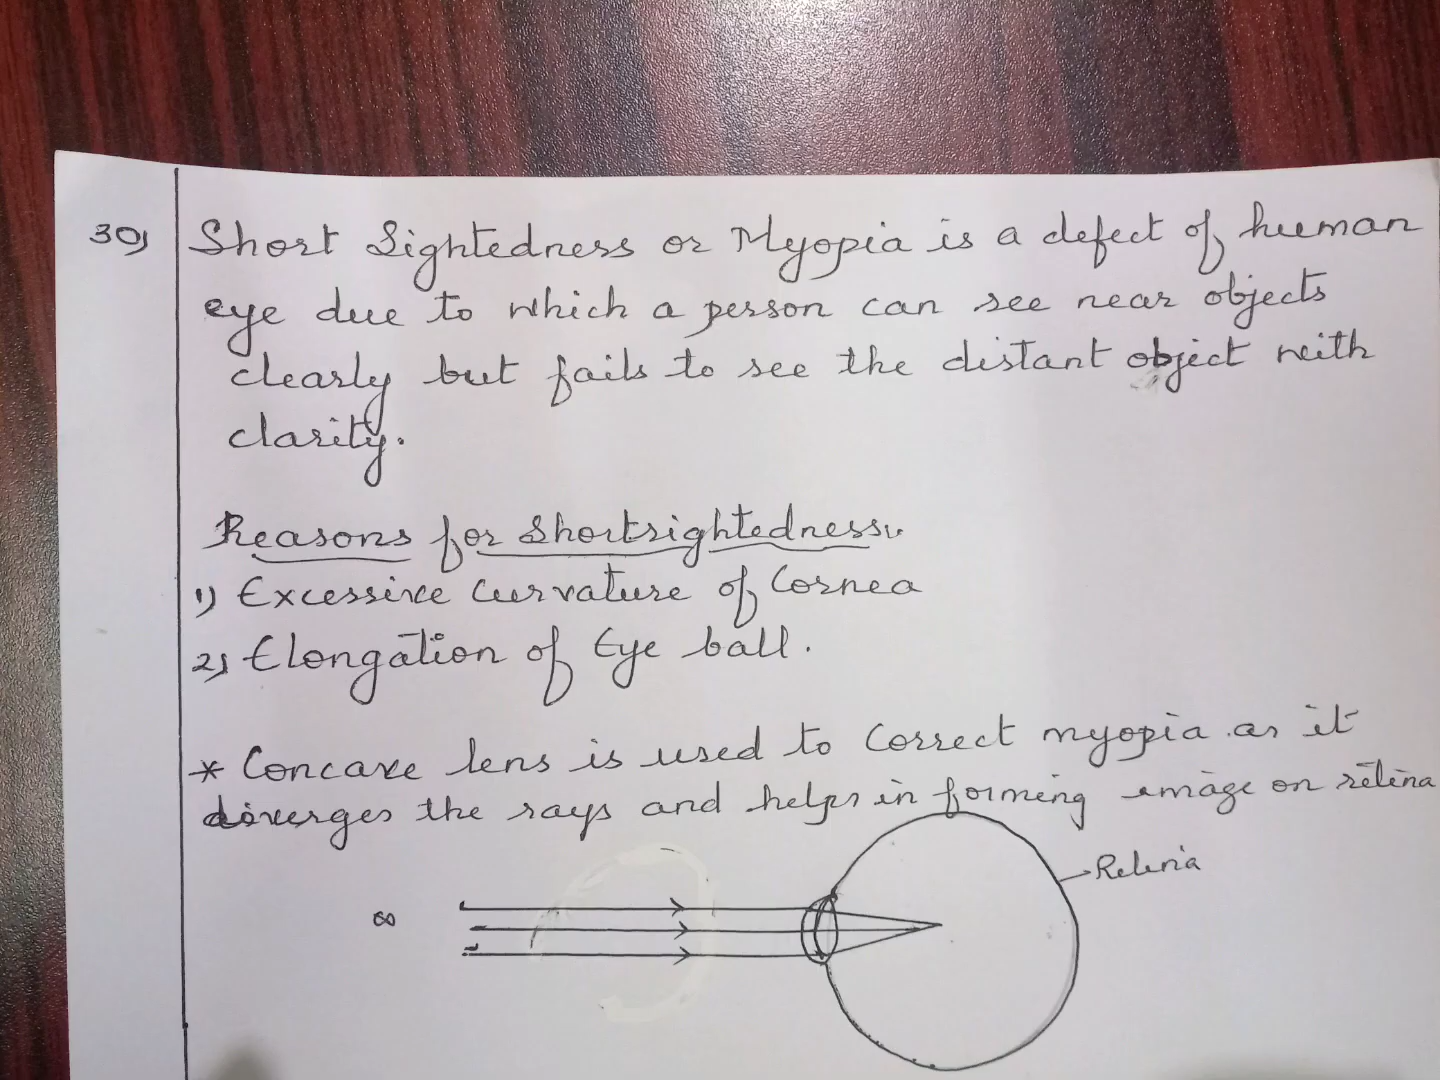 30) Short Sightedness or Myopia is a defect of human
eye due to which a person can see near objects
clearly but fails to see the distant object with
clarity.
Reasons for Shortsightedness:
1) Excessive Curvature of Cornea
2) Elongation of Eye ball.
* Concave lens is used to correct myopia as it
diverges the rays and helps in forming image on retina
Retina
∞